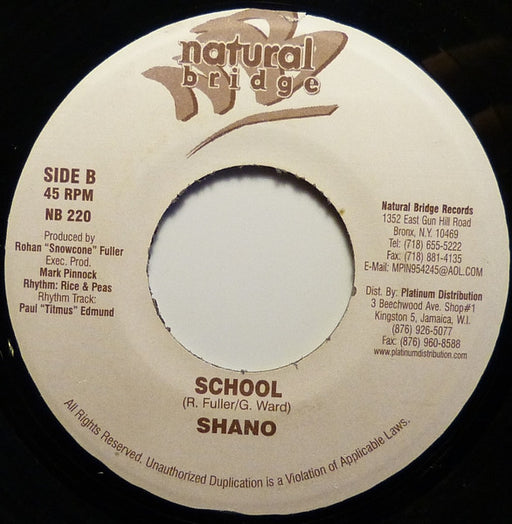 natural
bridge
SIDE B
45 RPM
NB 220
Produced by
Rohan "Snowcone" Fuller
Exec. Prod.
Mark Pinnock
Rhythm: Rice & Peas
Rhythm Track:
Paul "Titmus" Edmund
Natural Bridge Records
1352 East Gun Hill Road
Bronx, N.Y. 10469
Tel: (718) 655-5222
Fax: (718) 881-4135
E-Mail: MPIN954245@AOL.COM
Dist. By: Platinum Distribution
3 Beechwood Ave. Shop#1
Kingston 5, Jamaica, W.I.
(876) 926-5077
Fax: (876) 960-8588
www.platinumdistribution.com
SCHOOL
(R. Fuller/G. Ward)
SHANO
All Rights Reserved. Unauthorized Duplication is a Violation of Applicable Laws.